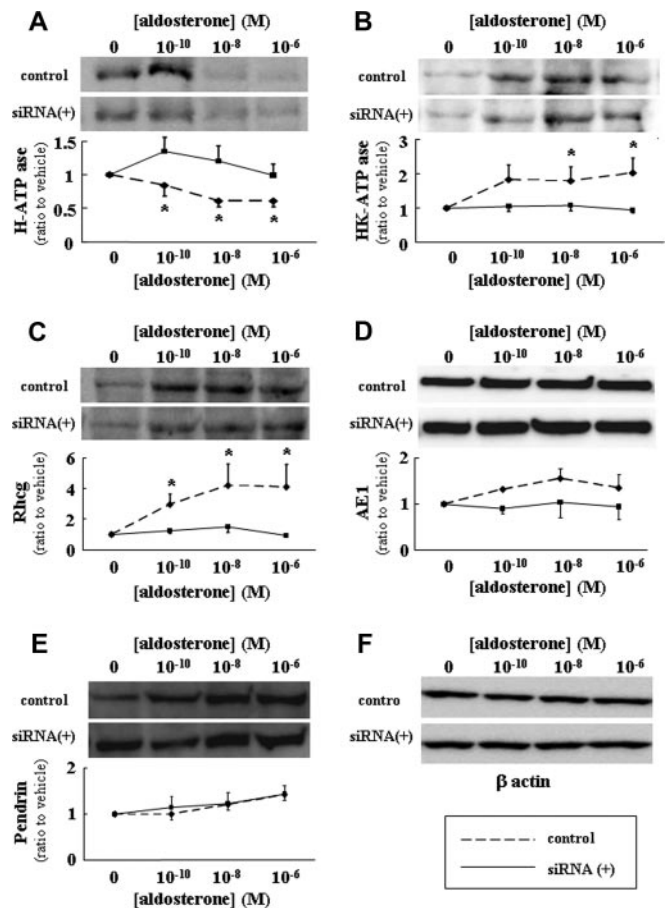 A
[aldosterone] (M)
0 10⁻¹⁰ 10⁻⁸ 10⁻⁶
control
siRNA(+)
H-ATP ase
(ratio to vehicle)
1.5
1
0.5
0
* * *
0 10⁻¹⁰ 10⁻⁸ 10⁻⁶
[aldosterone] (M)
B
[aldosterone] (M)
0 10⁻¹⁰ 10⁻⁸ 10⁻⁶
control
siRNA(+)
HK-ATP ase
(ratio to vehicle)
3
2
1
0
* *
0 10⁻¹⁰ 10⁻⁸ 10⁻⁶
[aldosterone] (M)
C
[aldosterone] (M)
0 10⁻¹⁰ 10⁻⁸ 10⁻⁶
control
siRNA(+)
Rhcg
(ratio to vehicle)
6
4
2
0
* * *
0 10⁻¹⁰ 10⁻⁸ 10⁻⁶
[aldosterone] (M)
D
[aldosterone] (M)
0 10⁻¹⁰ 10⁻⁸ 10⁻⁶
control
siRNA(+)
AE1
(ratio to vehicle)
2
1
0
0 10⁻¹⁰ 10⁻⁸ 10⁻⁶
[aldosterone] (M)
E
[aldosterone] (M)
0 10⁻¹⁰ 10⁻⁸ 10⁻⁶
control
siRNA(+)
Pendrin
(ratio to vehicle)
2
1
0
0 10⁻¹⁰ 10⁻⁸ 10⁻⁶
[aldosterone] (M)
F
[aldosterone] (M)
0 10⁻¹⁰ 10⁻⁸ 10⁻⁶
contro
siRNA(+)
β actin
control
siRNA (+)